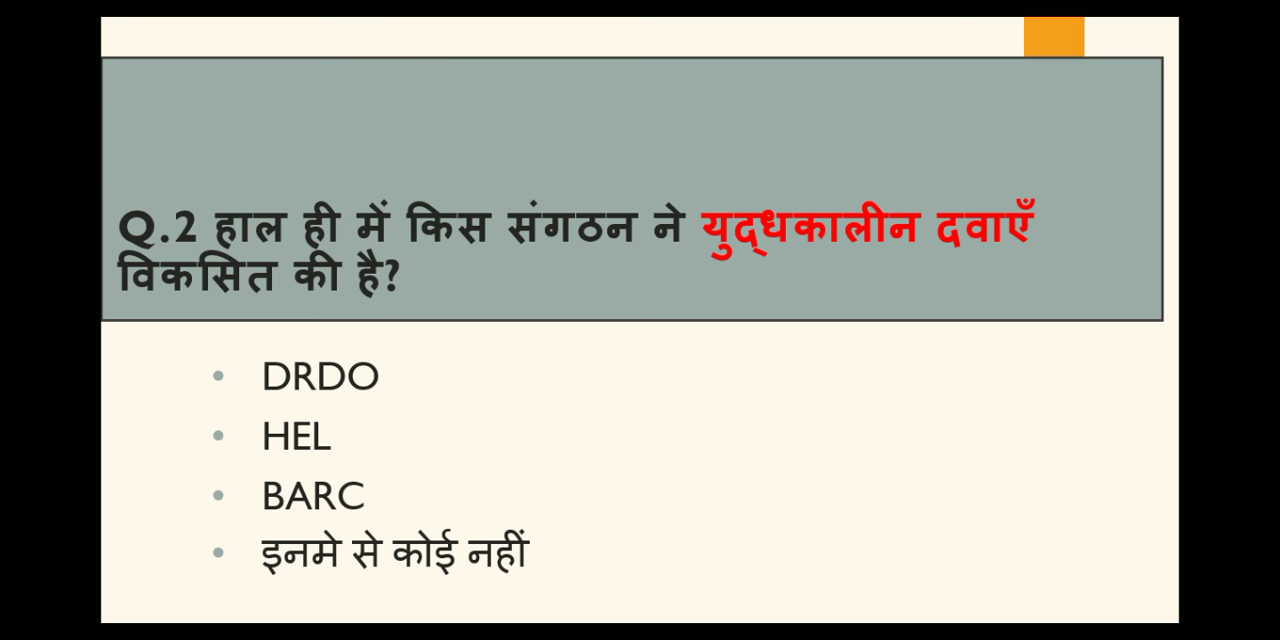 Q.2 हाल ही में किस संगठन ने युद्धकालीन दवाएँ
विकसित की है?
• DRDO
• HEL
• BARC
• इनमे से कोई नहीं